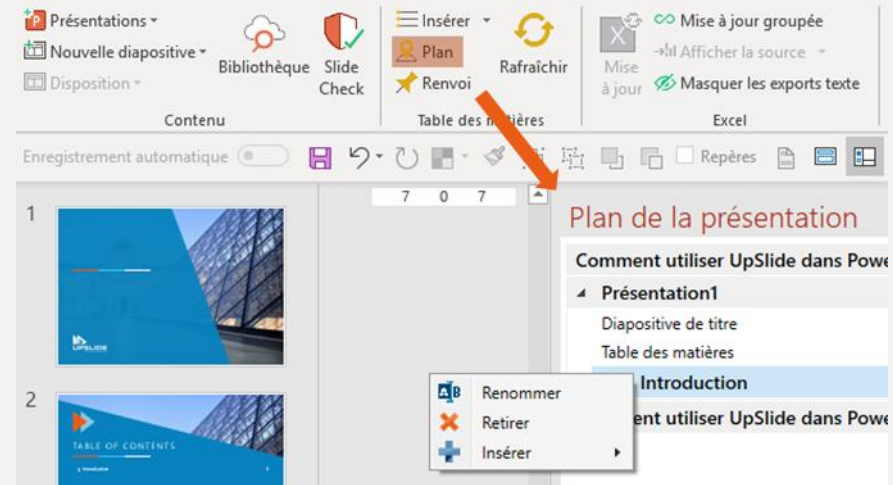 Présentations
Nouvelle diapositive
Disposition
Bibliothèque
Slide
Check
Contenu
Insérer
Plan
Renvoi
Rafraîchir
Table des matières
Mise
à jour
Mise à jour groupée
Afficher la source
Masquer les exports texte
Excel
Enregistrement automatique
Repères
1
UPSLIDE
2
TABLE OF CONTENTS
7 0 7
Plan de la présentation
Comment utiliser UpSlide dans Powe
Présentation1
Diapositive de titre
Table des matières
Introduction
ent utiliser UpSlide dans Powe
Renommer
Retirer
Insérer